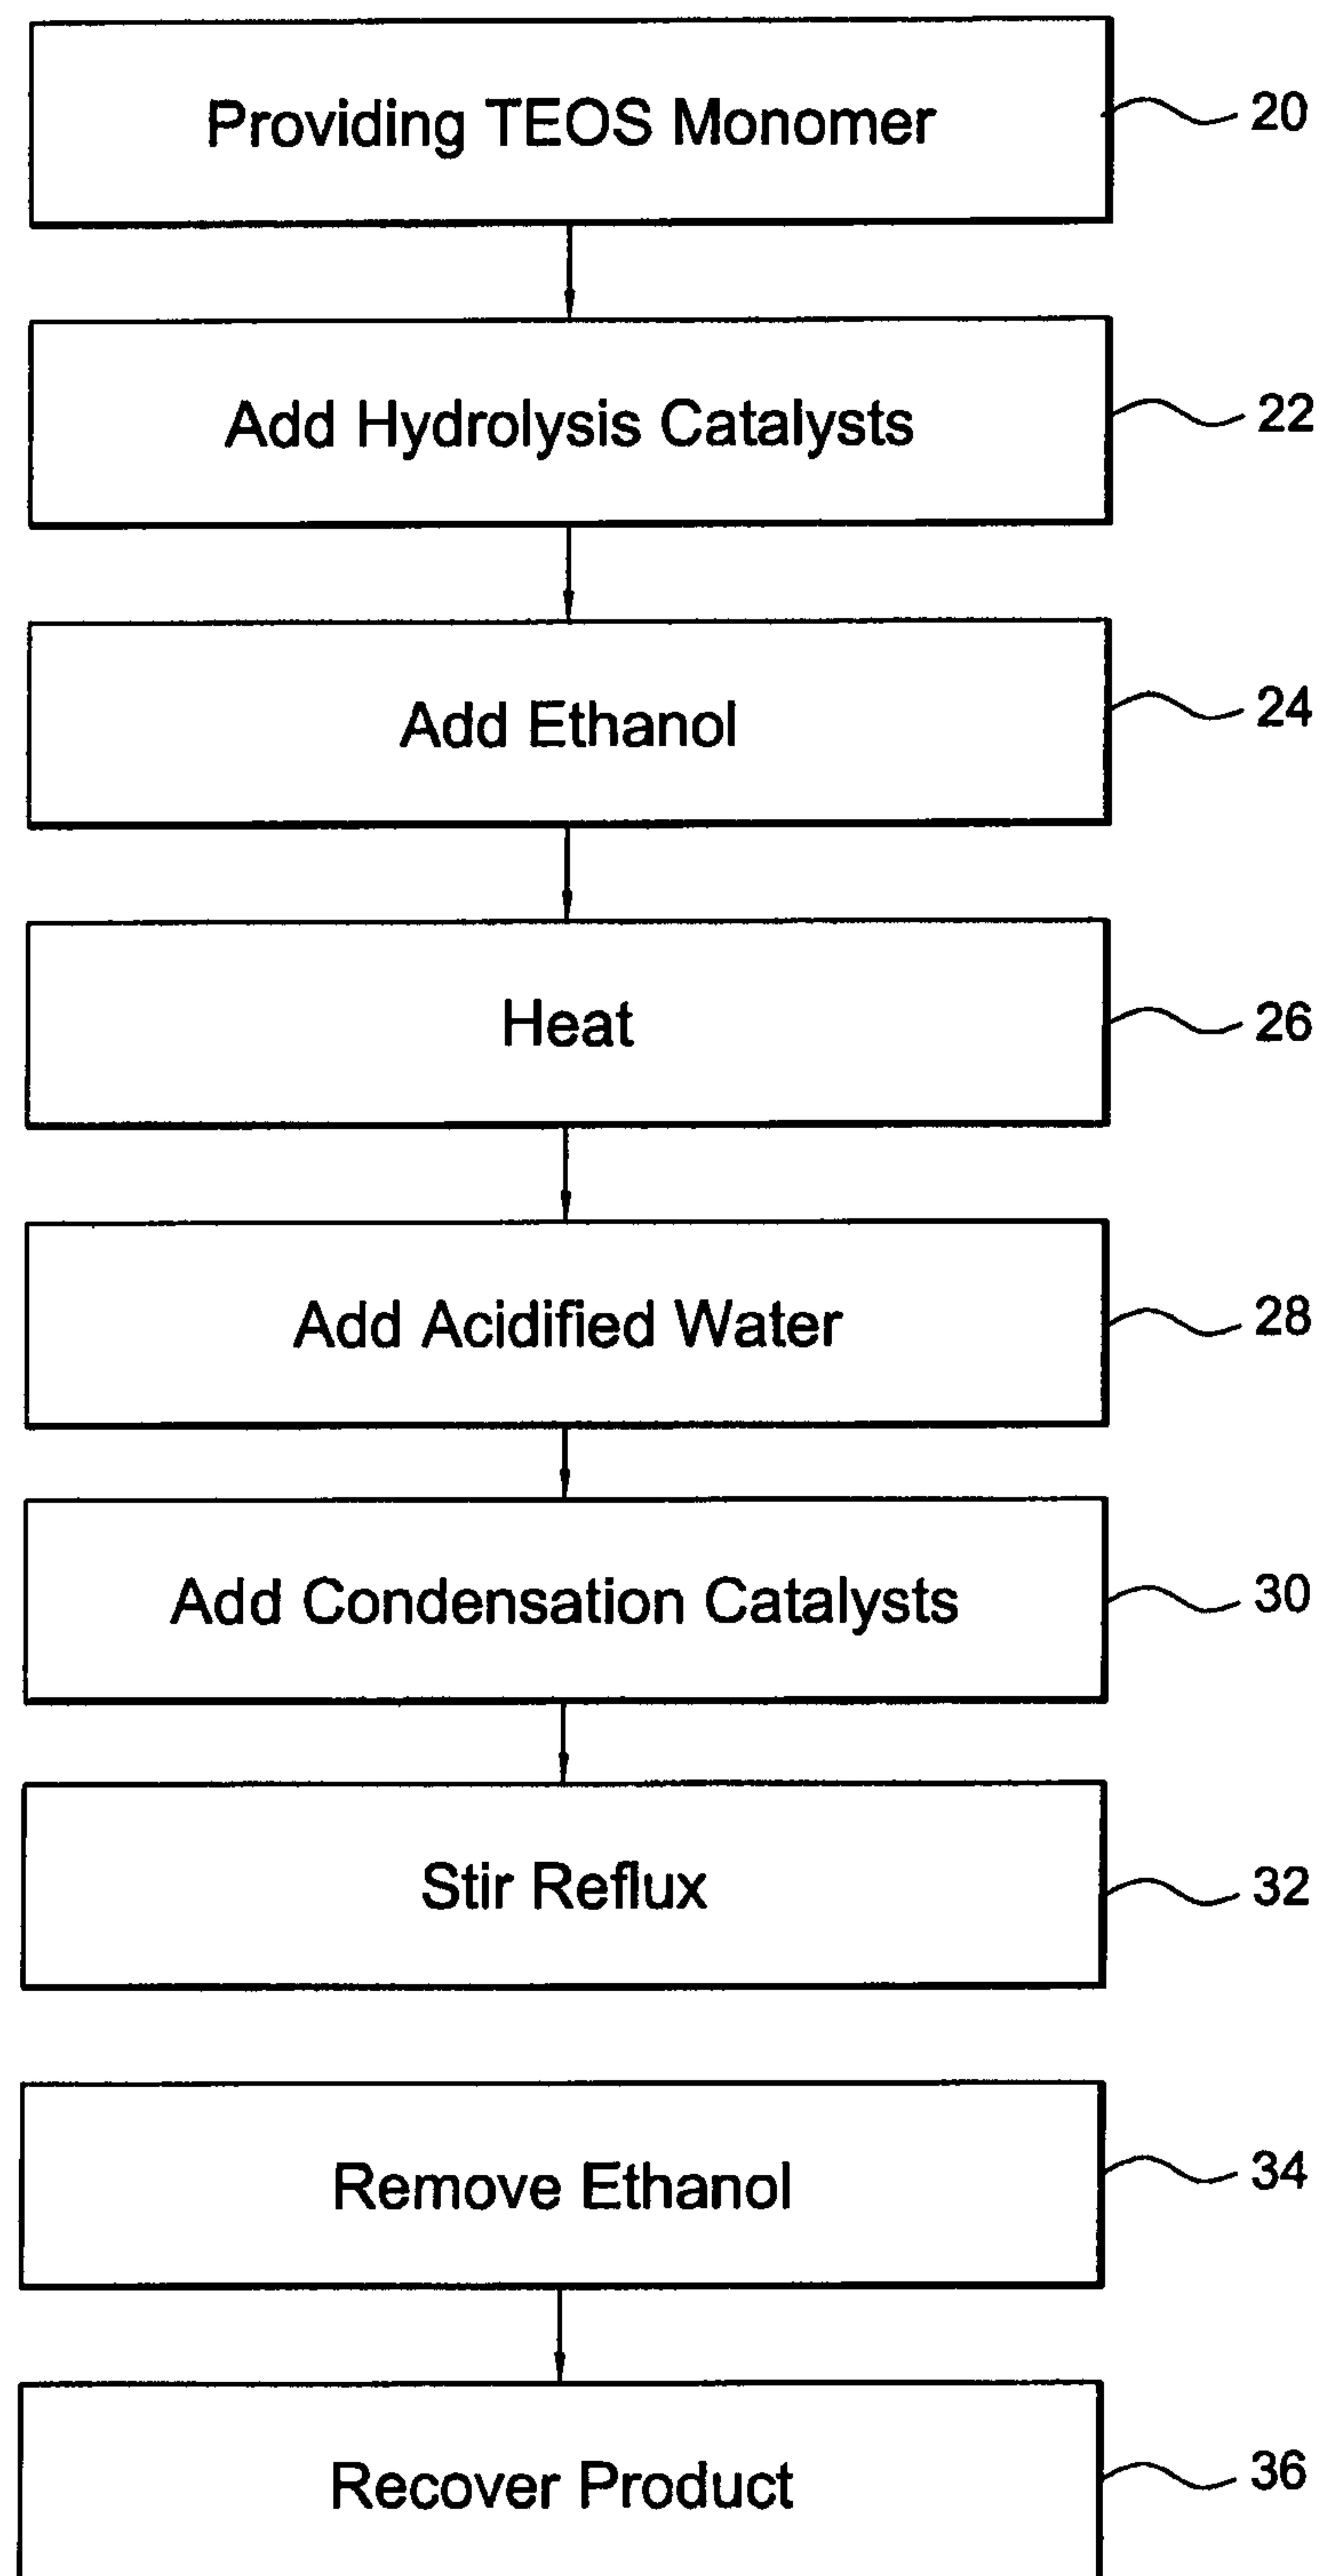 Providing TEOS Monomer 20
Add Hydrolysis Catalysts 22
Add Ethanol 24
Heat 26
Add Acidified Water 28
Add Condensation Catalysts 30
Stir Reflux 32
Remove Ethanol 34
Recover Product 36